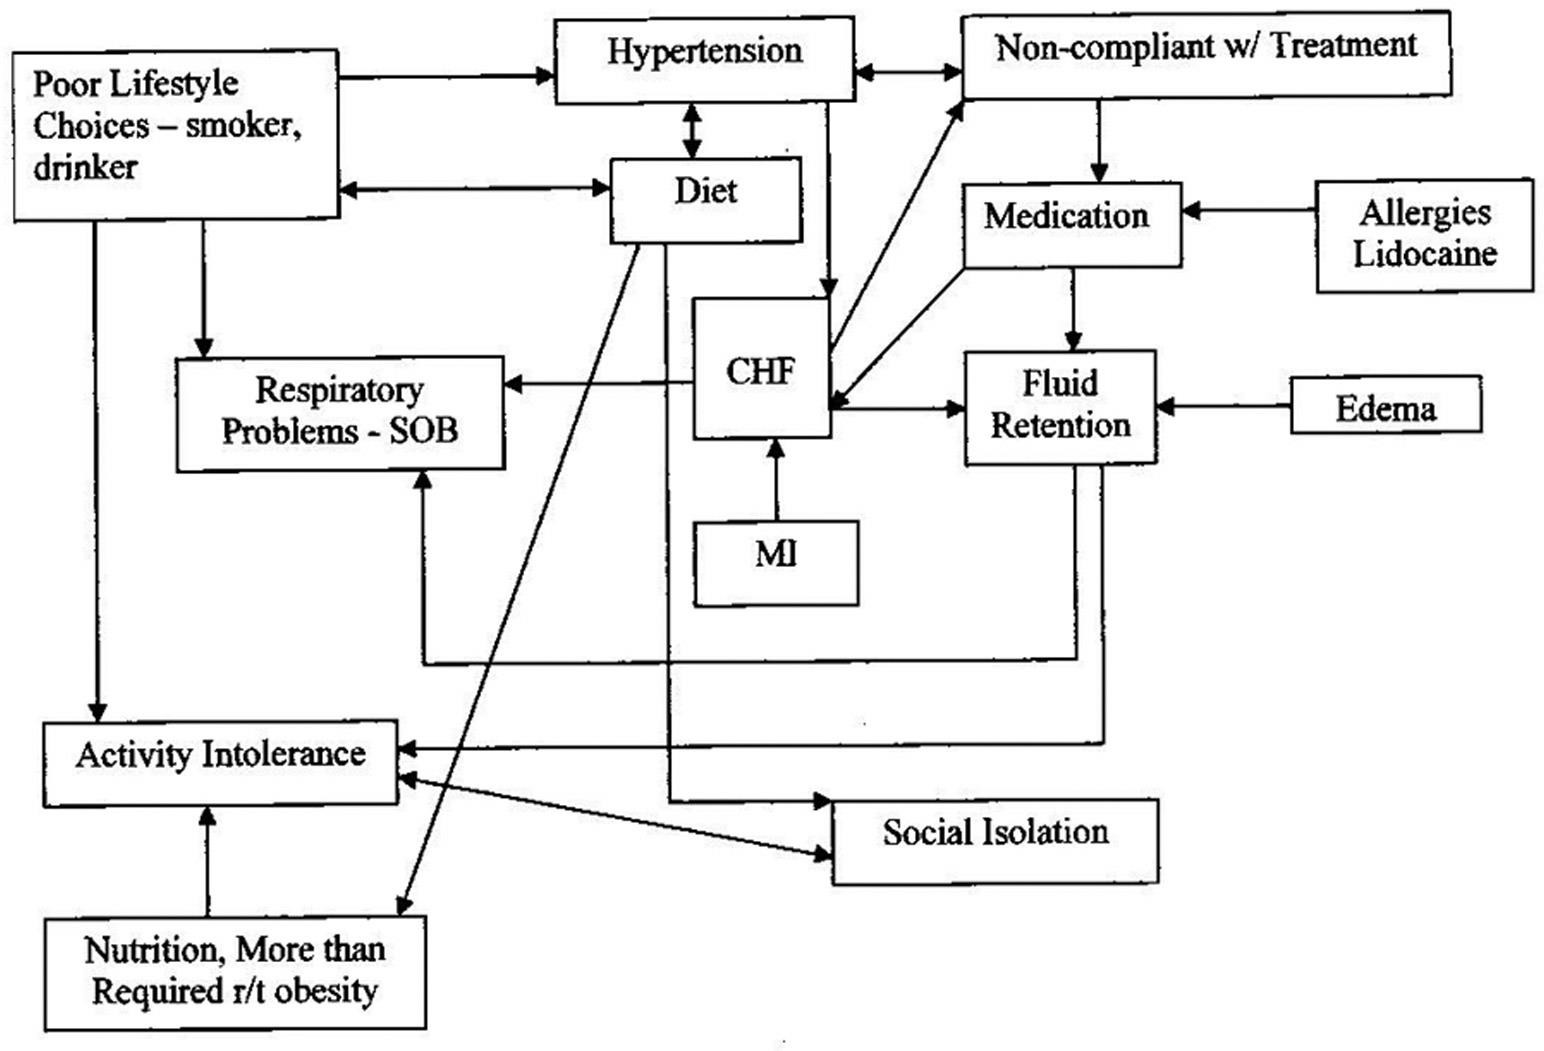 Hypertension
Non-compliant w/ Treatment
Poor Lifestyle
Choices – smoker,
drinker
Diet
Medication
Allergies
Lidocaine
CHF
Respiratory
Problems - SOB
Fluid
Retention
Edema
MI
Activity Intolerance
Social Isolation
Nutrition, More than
Required r/t obesity